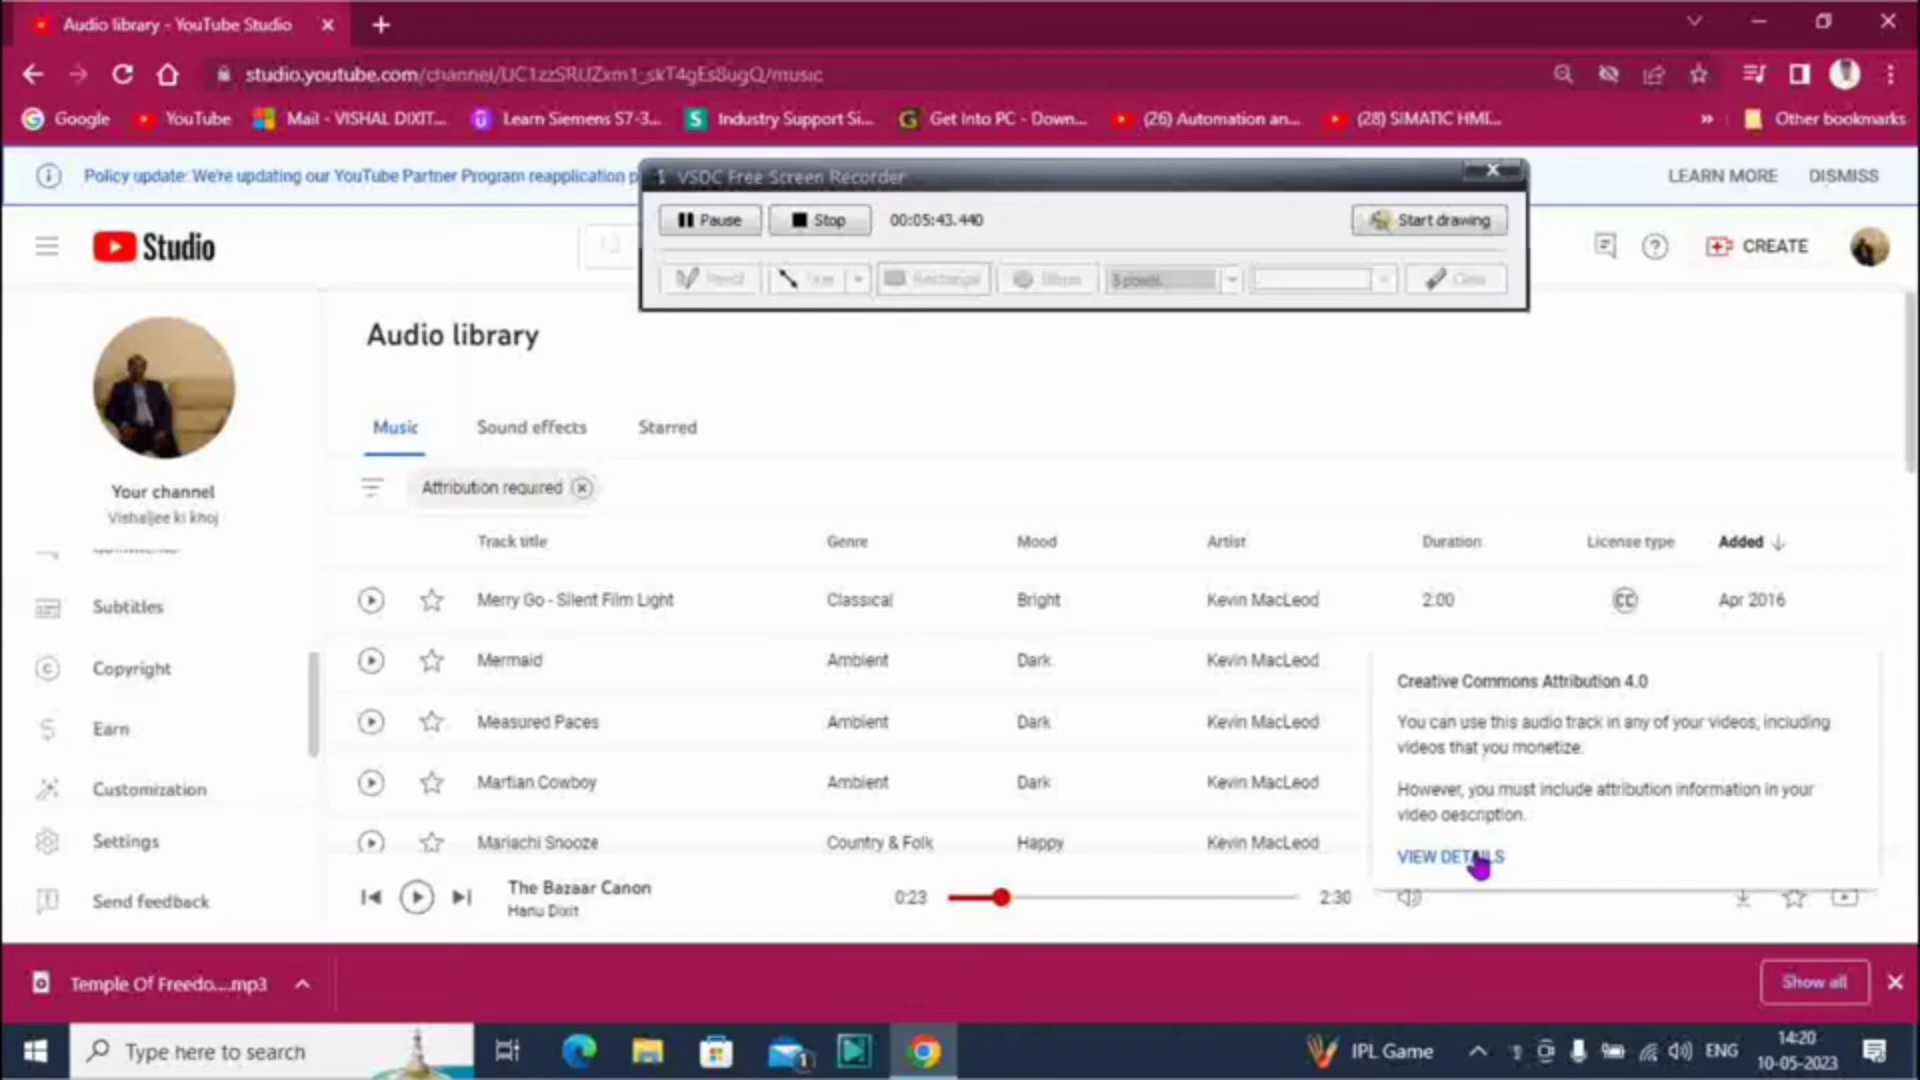 Audio library - YouTube Studio
studio.youtube.com/channel/UC1zzSRUZxm1_skT4gEs8ugQ/music
Google YouTube Mail - VISHAL DIXIT... Learn Siemens S7-3... Industry Support Si... Get Into PC - Down... (26) Automation an... (28) SIMATIC HMI... » Other bookmarks
Policy update: We're updating our YouTube Partner Program reapplication p LEARN MORE DISMISS
VSDC Free Screen Recorder
Pause Stop 00:05:43.440 Start drawing
Pencil Line Rectangle 5 points Clear
Studio CREATE
Audio library
Music Sound effects Starred
Your channel
Vishaljee ki khoj
Attribution required
Track title Genre Mood Artist Duration License type Added
Merry Go - Silent Film Light Classical Bright Kevin MacLeod 2:00 CC Apr 2016
Mermaid Ambient Dark Kevin MacLeod
Measured Paces Ambient Dark Kevin MacLeod
Martian Cowboy Ambient Dark Kevin MacLeod
Mariachi Snooze Country & Folk Happy Kevin MacLeod
Subtitles
Copyright
Earn
Customization
Settings
Send feedback
Creative Commons Attribution 4.0
You can use this audio track in any of your videos, including
videos that you monetize.
However, you must include attribution information in your
video description.
VIEW DETAILS
The Bazaar Canon
Hanu Dixit
0:23 2:30
Temple Of Freedo....mp3 Show all
Type here to search IPL Game ENG 14:20
10-05-2023